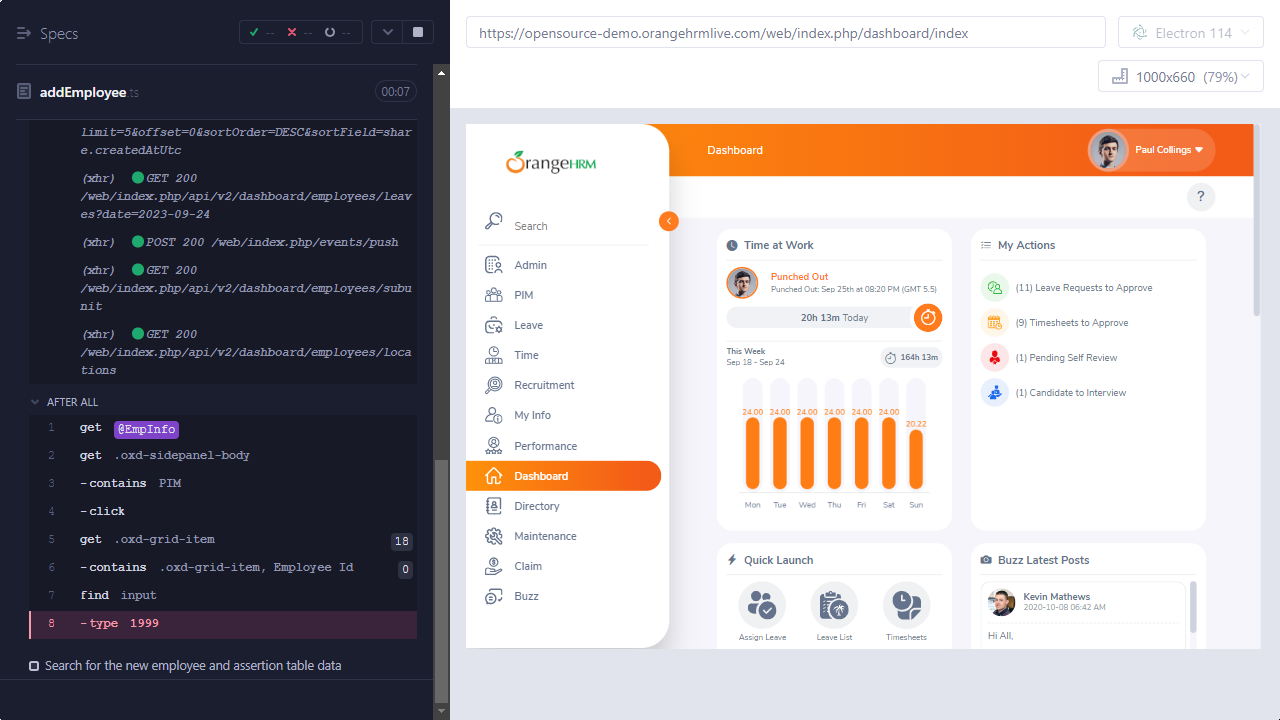 Specs
-- -- --
addEmployee.ts
00:07
limit=5&offset=0&sortOrder=DESC&sortField=shar
e.createdAtUtc
(xhr) GET 200
/web/index.php/api/v2/dashboard/employees/leav
es?date=2023-09-24
(xhr) POST 200 /web/index.php/events/push
(xhr) GET 200
/web/index.php/api/v2/dashboard/employees/subu
nit
(xhr) GET 200
/web/index.php/api/v2/dashboard/employees/loca
tions
AFTER ALL
1 get @EmpInfo
2 get .oxd-sidepanel-body
3 -contains PIM
4 -click
5 get .oxd-grid-item 18
6 -contains .oxd-grid-item, Employee Id 0
7 find input
8 -type 1999
Search for the new employee and assertion table data
https://opensource-demo.orangehrmlive.com/web/index.php/dashboard/index
Electron 114
1000x660 (79%)
OrangeHRM
Search
Admin
PIM
Leave
Time
Recruitment
My Info
Performance
Dashboard
Directory
Maintenance
Claim
Buzz
Dashboard
Paul Collings
?
Time at Work
Punched Out
Punched Out: Sep 25th at 08:20 PM (GMT 5.5)
20h 13m Today
This Week
Sep 18 - Sep 24
164h 13m
24.00 24.00 24.00 24.00 24.00 24.00 20.22
Mon Tue Wed Thu Fri Sat Sun
My Actions
(11) Leave Requests to Approve
(9) Timesheets to Approve
(1) Pending Self Review
(1) Candidate to Interview
Quick Launch
Assign Leave
Leave List
Timesheets
Buzz Latest Posts
Kevin Mathews
2020-10-08 06:42 AM
Hi All,